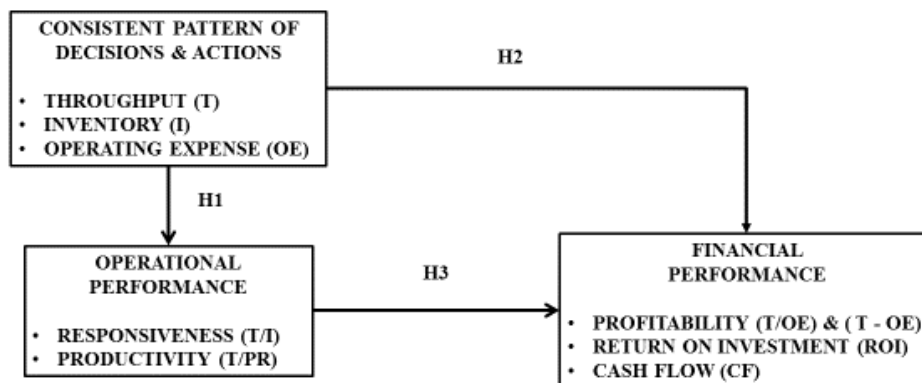 CONSISTENT PATTERN OF
DECISIONS & ACTIONS
• THROUGHPUT (T)
• INVENTORY (I)
• OPERATING EXPENSE (OE)
H2
H1
OPERATIONAL
PERFORMANCE
• RESPONSIVENESS (T/I)
• PRODUCTIVITY (T/PR)
H3
FINANCIAL
PERFORMANCE
• PROFITABILITY (T/OE) & ( T - OE)
• RETURN ON INVESTMENT (ROI)
• CASH FLOW (CF)